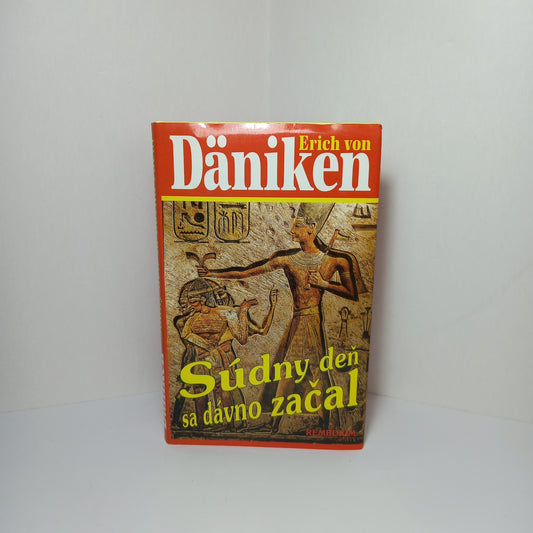 Erich von
Däniken
Súdny deň
sa dávno začal